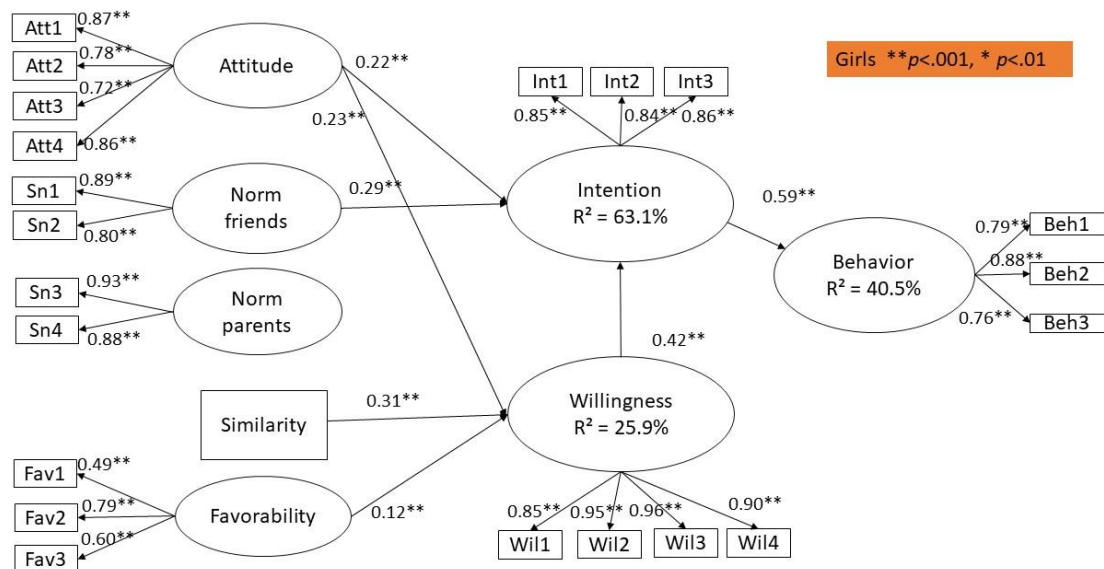 Att1
0.87**
Att2
0.78**
Att3
0.72**
Att4
0.86**
Attitude
0.22**
0.23**
Sn1
0.89**
Sn2
0.80**
Norm
friends
0.29**
Sn3
0.93**
Sn4
0.88**
Norm
parents
Similarity
0.31**
Fav1
0.49**
Fav2
0.79**
Fav3
0.60**
Favorability
0.12**
Int1
Int2
Int3
0.85**
0.84**
0.86**
Intention
R² = 63.1%
0.59**
0.42**
Willingness
R² = 25.9%
0.85**
0.95**
0.96**
0.90**
Wil1
Wil2
Wil3
Wil4
Girls **p<.001, * p<.01
Behavior
R² = 40.5%
0.79**
Beh1
0.88**
Beh2
0.76**
Beh3